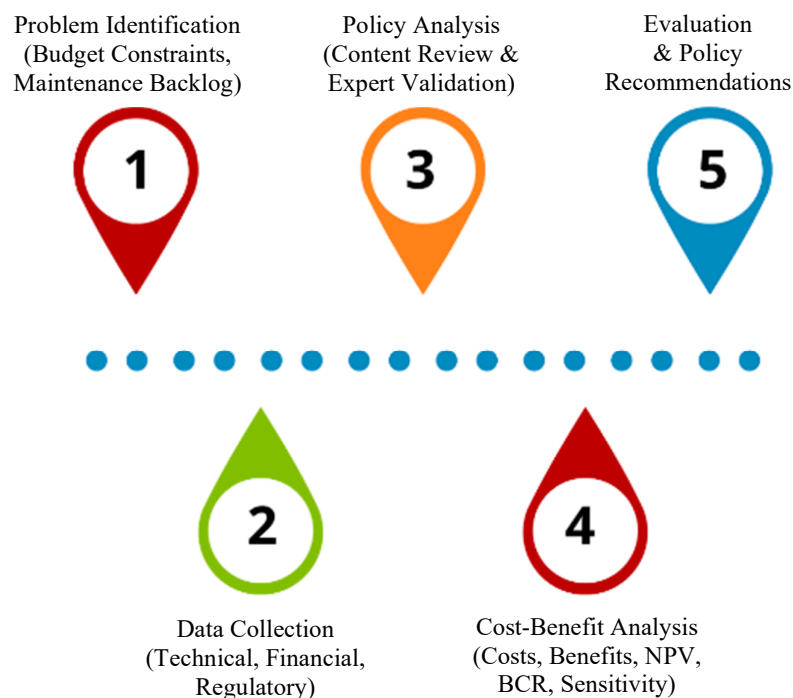 Problem Identification
(Budget Constraints,
Maintenance Backlog)
1
Policy Analysis
(Content Review &
Expert Validation)
3
Evaluation
& Policy
Recommendations
5
2
Data Collection
(Technical, Financial,
Regulatory)
4
Cost-Benefit Analysis
(Costs, Benefits, NPV,
BCR, Sensitivity)